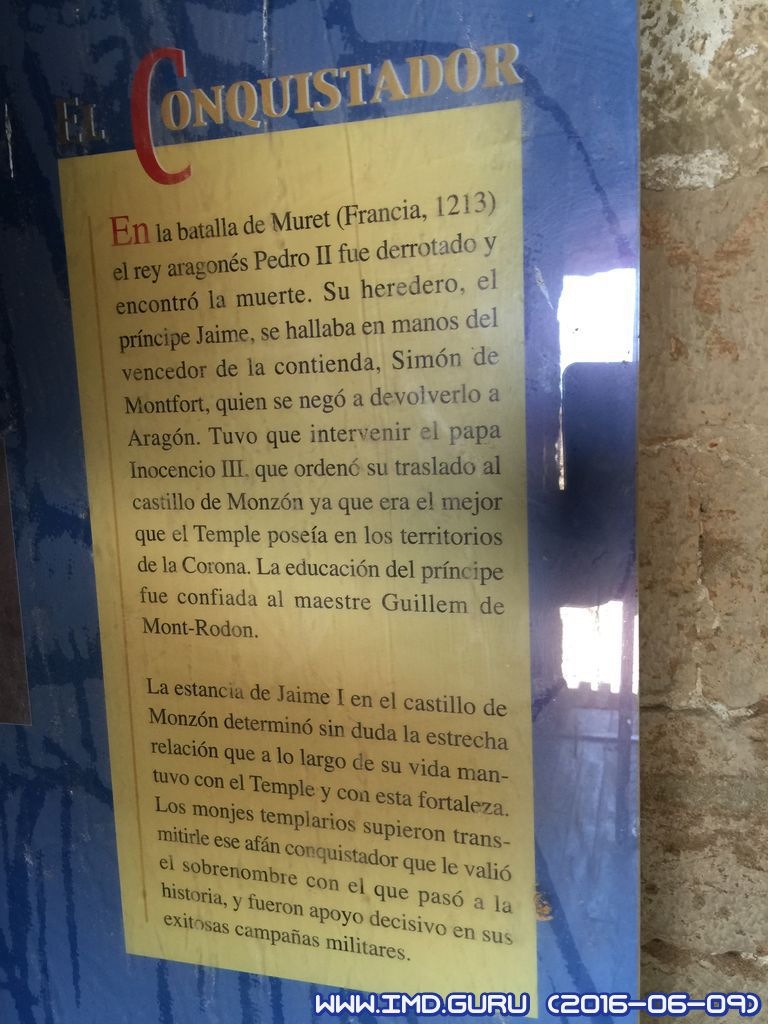 EL CONQUISTADOR
En la batalla de Muret (Francia, 1213)
el rey aragonés Pedro II fue derrotado y
encontró la muerte. Su heredero, el
príncipe Jaime, se hallaba en manos del
vencedor de la contienda, Simón de
Montfort, quien se negó a devolverlo a
Aragón. Tuvo que intervenir el papa
Inocencio III, que ordenó su traslado al
castillo de Monzón ya que era el mejor
que el Temple poseía en los territorios
de la Corona. La educación del príncipe
fue confiada al maestre Guillem de
Mont-Rodon.
La estancia de Jaime I en el castillo de
Monzón determinó sin duda la estrecha
relación que a lo largo de su vida man-
tuvo con el Temple y con esta fortaleza.
Los monjes templarios supieron trans-
mitirle ese afán conquistador que le valió
el sobrenombre con el que pasó a la
historia, y fueron apoyo decisivo en sus
exitosas campañas militares.
WWW.IMD.GURU (2016-06-09)